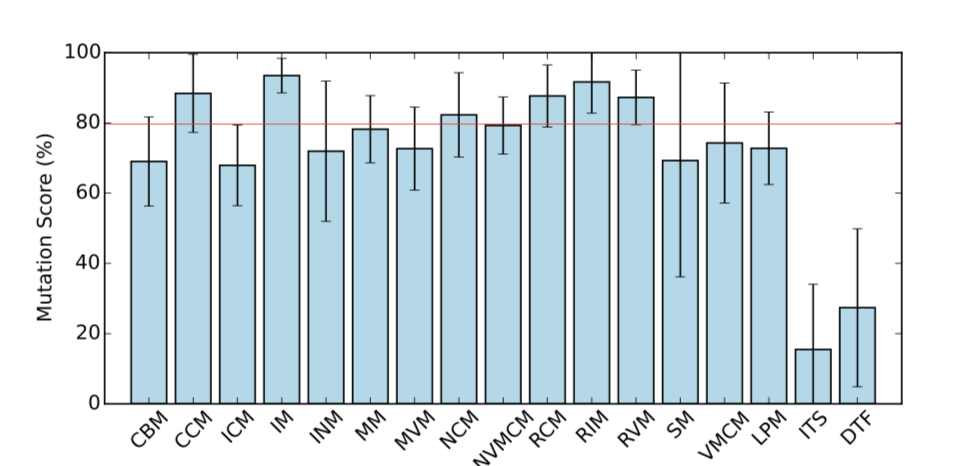 Mutation Score (%)
100
80
60
40
20
0
CBM
CCM
ICM
IM
INM
MM
MVM
NCM
NVMCM
RCM
RIM
RVM
SM
VMCM
LPM
ITS
DTF